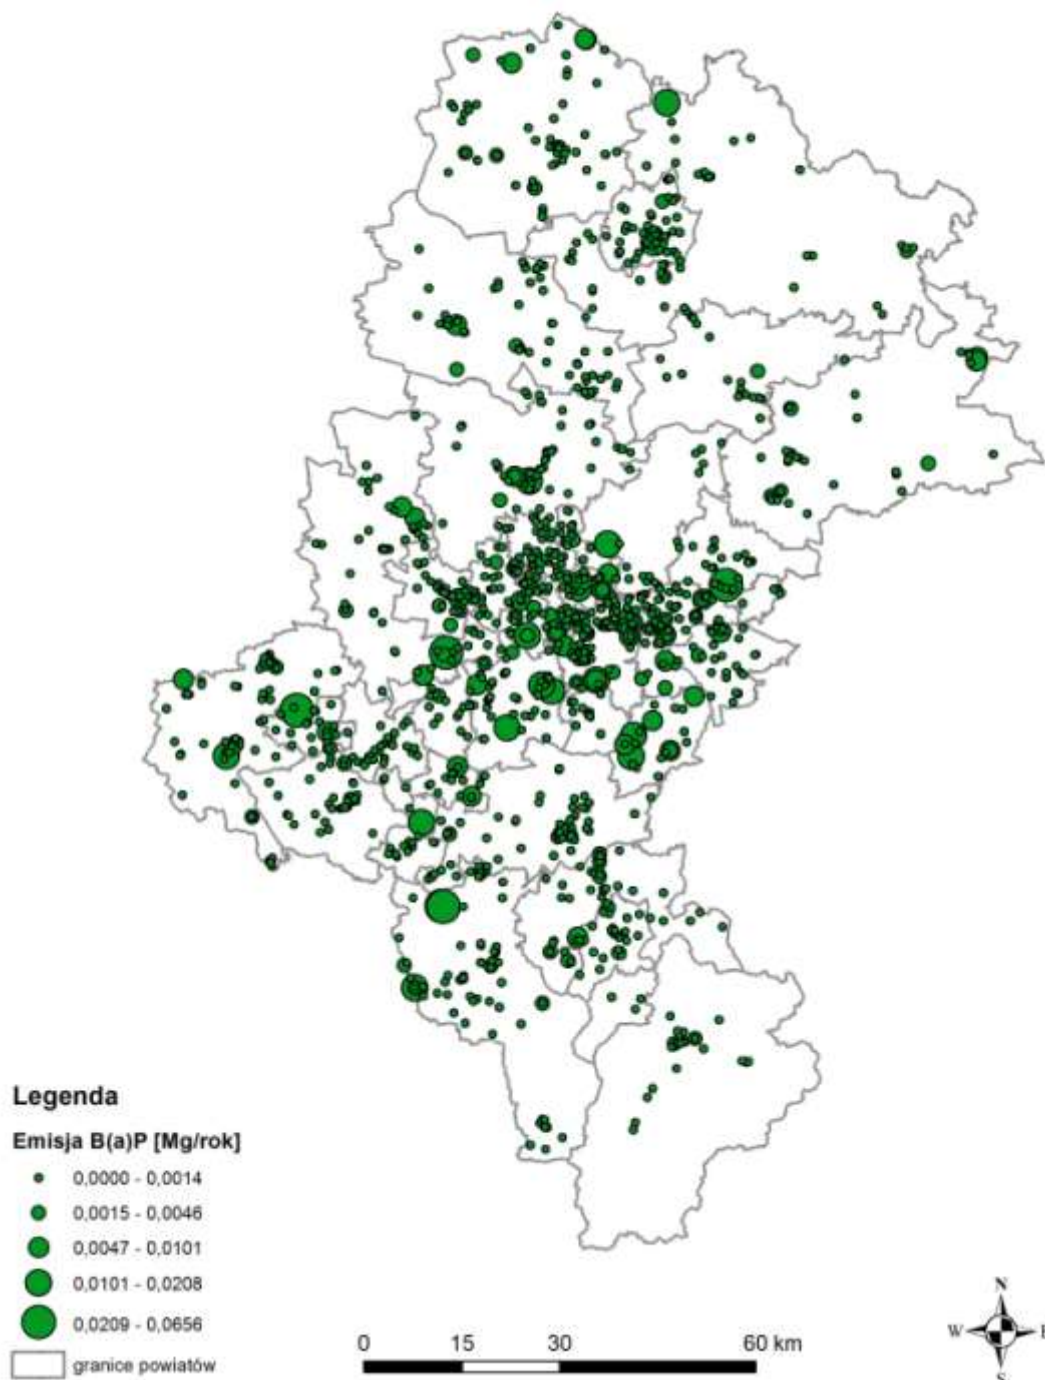 Legenda
Emisja B(a)P [Mg/rok]
0,0000 - 0,0014
0,0015 - 0,0046
0,0047 - 0,0101
0,0101 - 0,0208
0,0209 - 0,0656
granice powiatów
0 15 30 60 km
N
W E
S